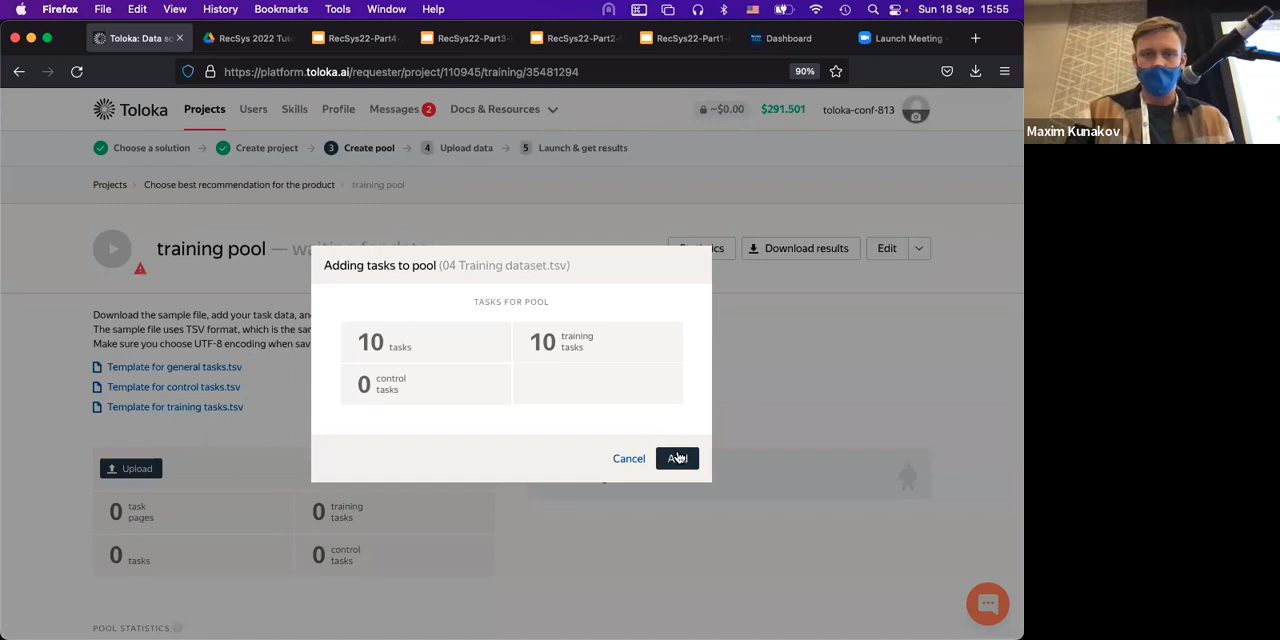 Firefox File Edit View History Bookmarks Tools Window Help Sun 18 Sep 15:55
Toloka: Data sc RecSys 2022 Tut RecSys22-Part4- RecSys22-Part3- RecSys22-Part2- RecSys22-Part1- Dashboard Launch Meeting -
https://platform.toloka.ai/requester/project/110945/training/35481294 90%
Toloka Projects Users Skills Profile Messages 2 Docs & Resources ~$0.00 $291.501 toloka-conf-813
Choose a solution Create project 3 Create pool 4 Upload data 5 Launch & get results
Projects Choose best recommendation for the product training pool
training pool — Download results Edit
Adding tasks to pool (04 Training dataset.tsv)
TASKS FOR POOL
10 tasks
10 training tasks
0 control tasks
Cancel Add
Download the sample file, add your task data, an
The sample file uses TSV format, which is the sa
Make sure you choose UTF-8 encoding when sav
Template for general tasks.tsv
Template for control tasks.tsv
Template for training tasks.tsv
Upload
0 task pages
0 training tasks
0 tasks
0 control tasks
POOL STATISTICS
Maxim Kunakov